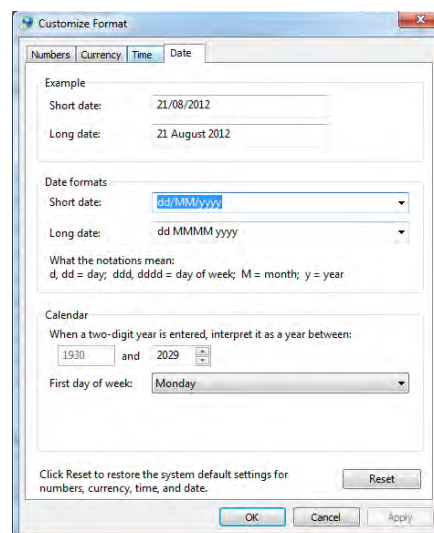 Customize Format
Numbers Currency Time Date
Example
Short date: 21/08/2012
Long date: 21 August 2012
Date formats
Short date: dd/MM/yyyy
Long date: dd MMMM yyyy
What the notations mean:
d, dd = day; ddd, dddd = day of week; M = month; y = year
Calendar
When a two-digit year is entered, interpret it as a year between:
1930 and 2029
First day of week: Monday
Click Reset to restore the system default settings for
numbers, currency, time, and date.
Reset
OK Cancel Apply